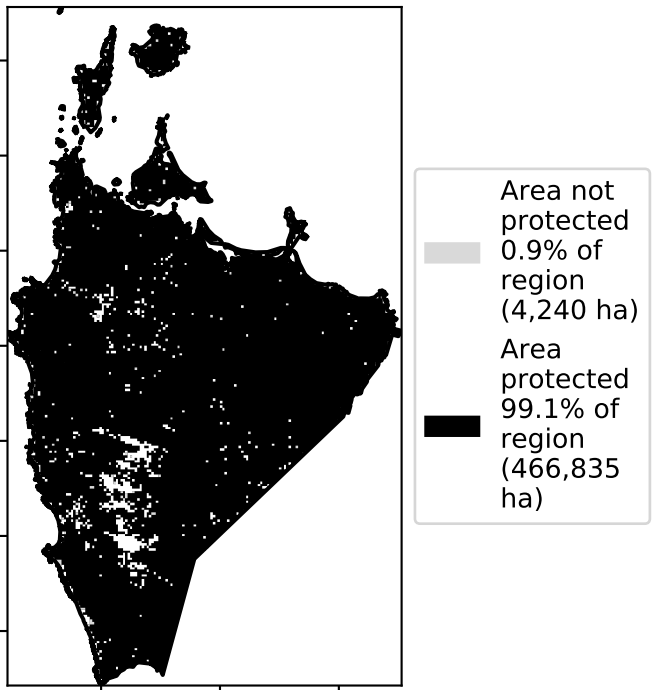 Area not
protected
0.9% of
region
(4,240 ha)
Area
protected
99.1% of
region
(466,835
ha)